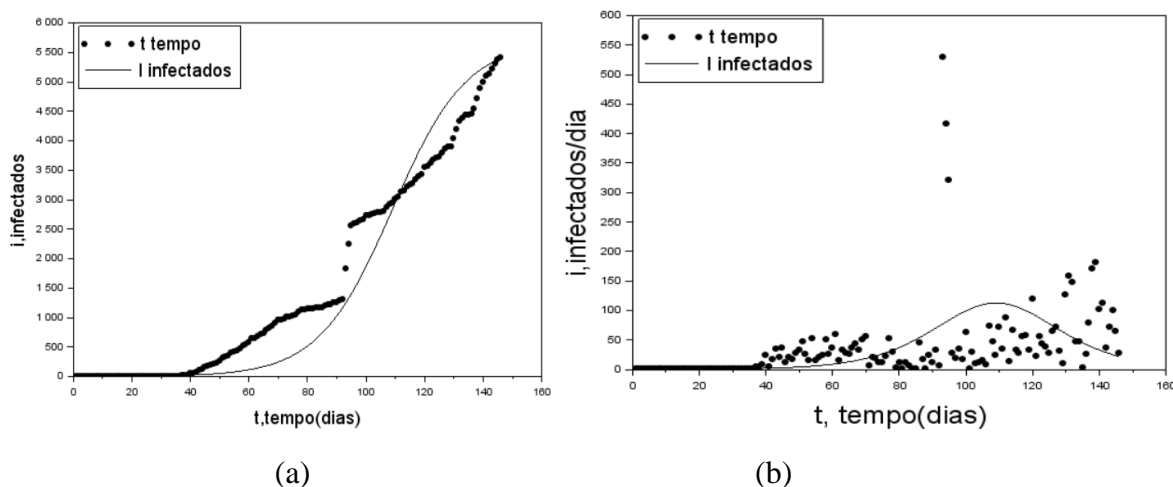 6 000
5 500
5 000
4 500
4 000
3 500
3 000
2 500
2 000
1 500
1 000
500
0
i,infectados
t tempo
I infectados
0 20 40 60 80 100 120 140 160
t,tempo(dias)
(a)
600
550
500
450
400
350
300
250
200
150
100
50
0
i,infectados/dia
t tempo
I infectados
0 20 40 60 80 100 120 140 160
t, tempo(dias)
(b)